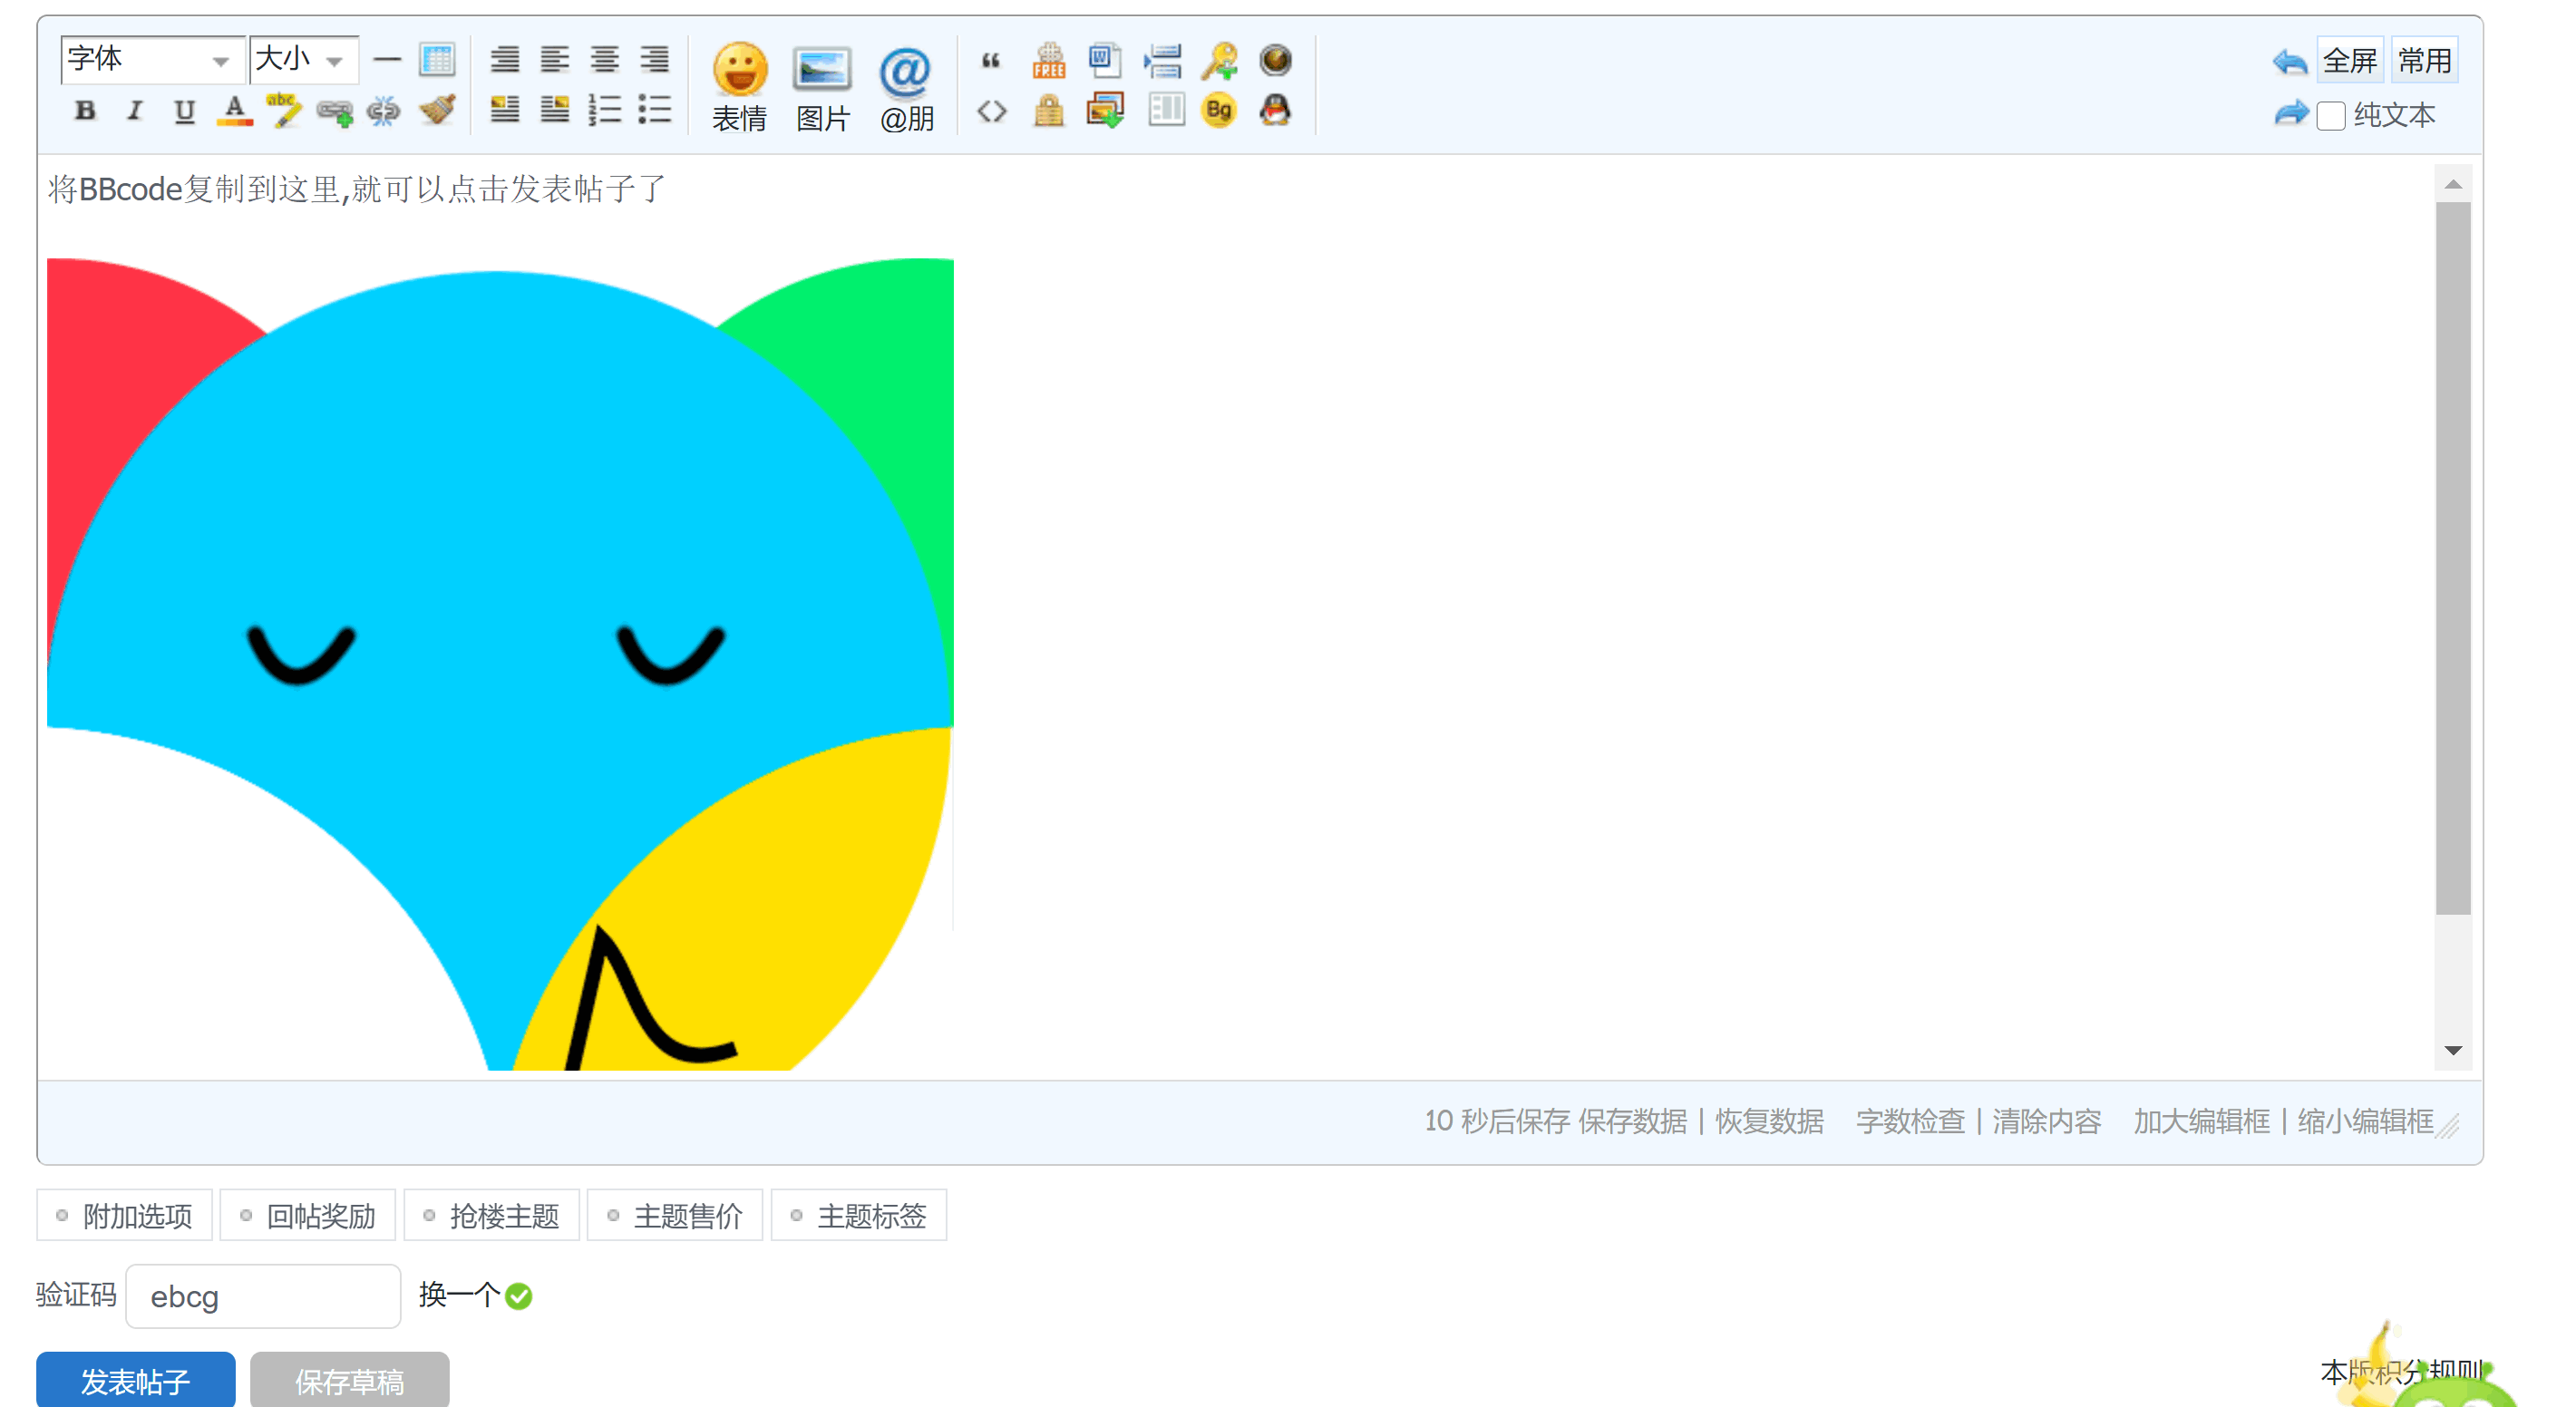 字体 大小 全屏 常用
B I U A abc 表情 图片 @朋 纯文本
FREE W Bg
将BBcode复制到这里,就可以点击发表帖子了
10 秒后保存 保存数据 | 恢复数据 字数检查 | 清除内容 加大编辑框 | 缩小编辑框
附加选项 回帖奖励 抢楼主题 主题售价 主题标签
验证码 ebcg 换一个
发表帖子 保存草稿 本版积分规则